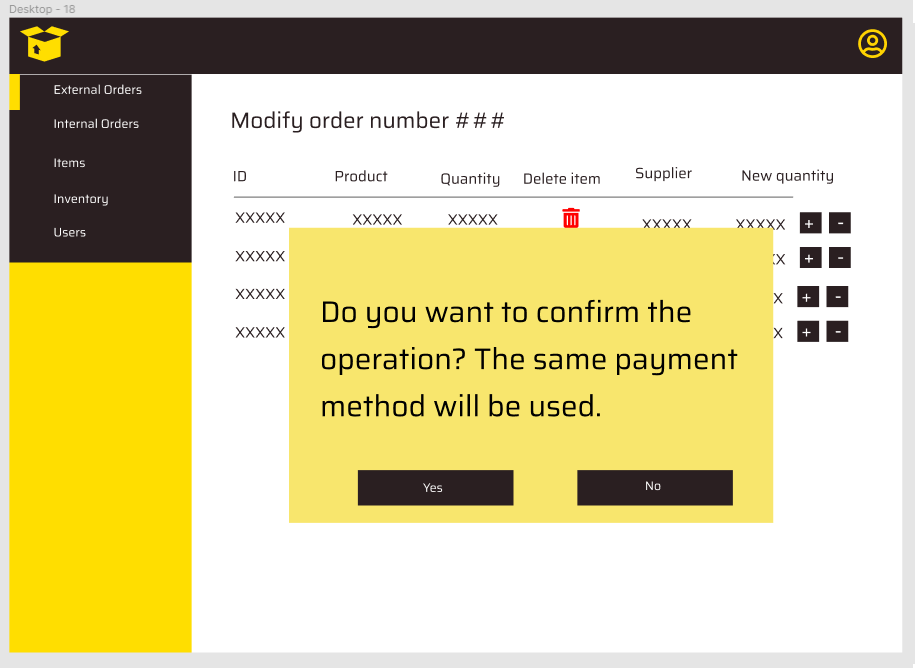 Desktop - 18
External Orders
Internal Orders
Items
Inventory
Users
Modify order number ###
ID Product Quantity Delete item Supplier New quantity
XXXXX XXXXX XXXXX XXXXX XXXXX + -
XXXXX XX + -
XXXXX X + -
XXXXX X + -
Do you want to confirm the
operation? The same payment
method will be used.
Yes No